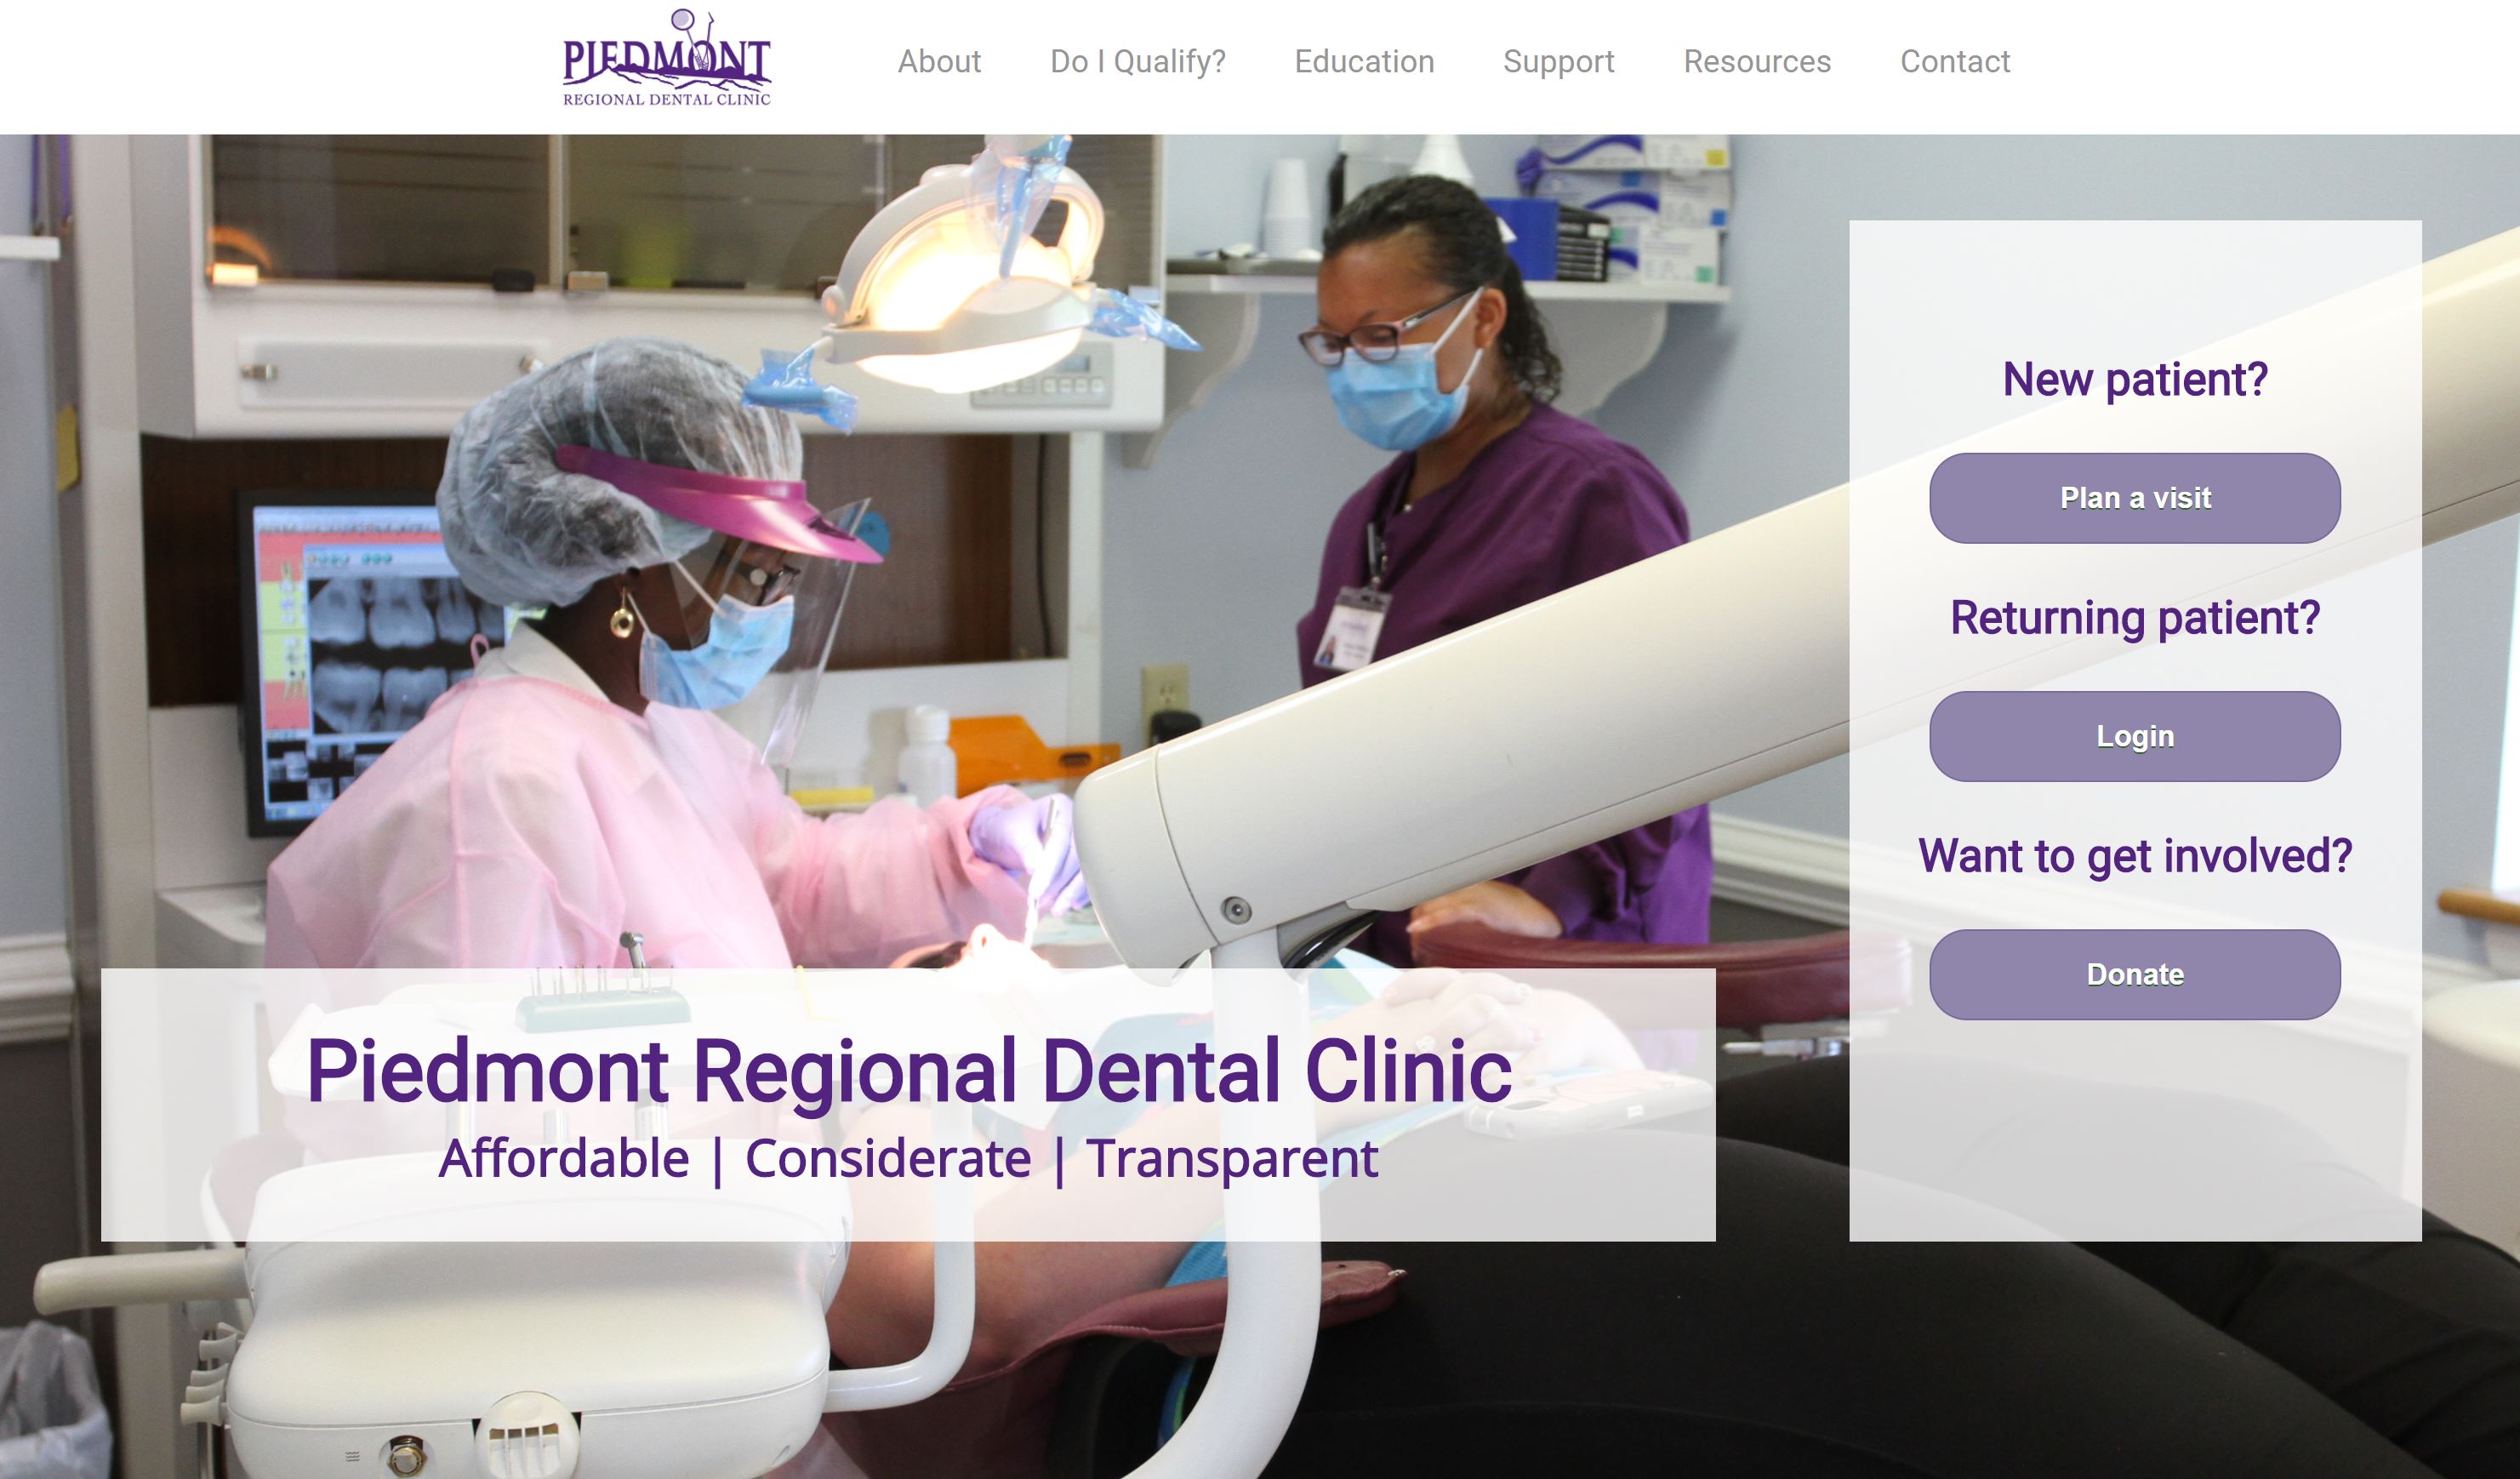 PIEDMONT
REGIONAL DENTAL CLINIC
About
Do I Qualify?
Education
Support
Resources
Contact
New patient?
Plan a visit
Returning patient?
Login
Want to get involved?
Donate
Piedmont Regional Dental Clinic
Affordable | Considerate | Transparent